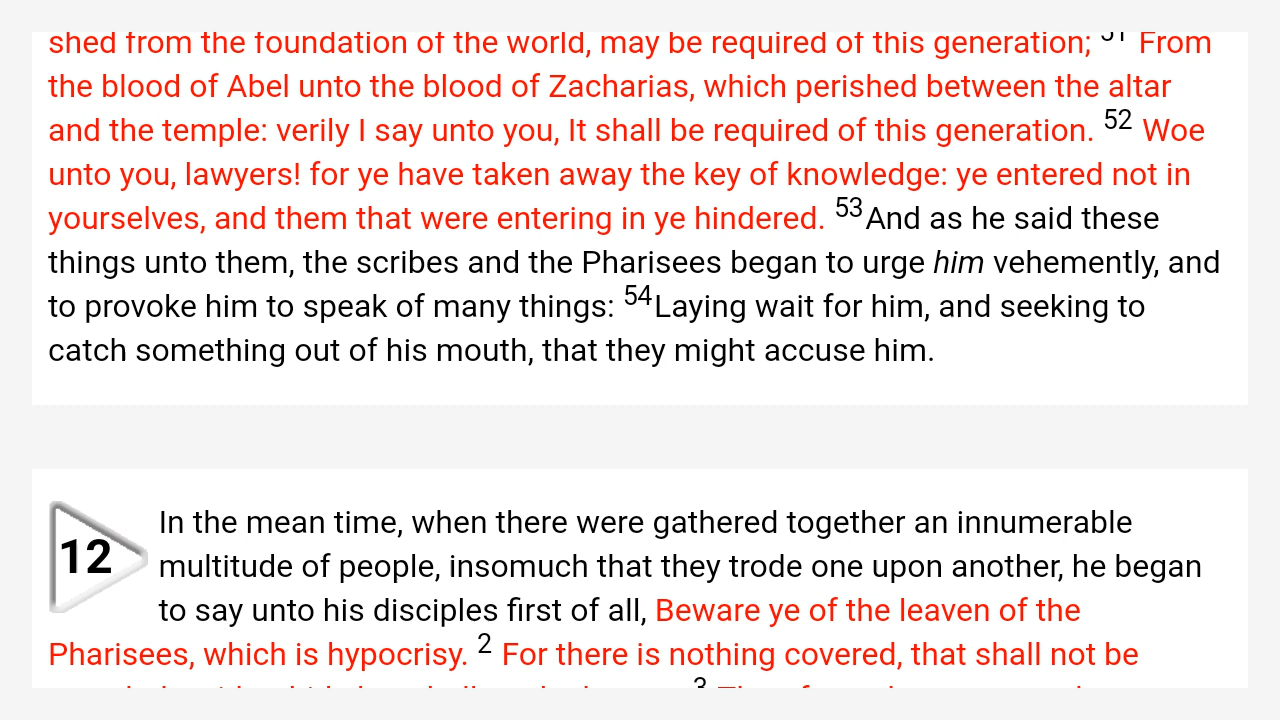 shed from the foundation of the world, may be required of this generation; 51 From
the blood of Abel unto the blood of Zacharias, which perished between the altar
and the temple: verily I say unto you, It shall be required of this generation. 52 Woe
unto you, lawyers! for ye have taken away the key of knowledge: ye entered not in
yourselves, and them that were entering in ye hindered. 53And as he said these
things unto them, the scribes and the Pharisees began to urge him vehemently, and
to provoke him to speak of many things: 54Laying wait for him, and seeking to
catch something out of his mouth, that they might accuse him.
12
In the mean time, when there were gathered together an innumerable
multitude of people, insomuch that they trode one upon another, he began
to say unto his disciples first of all, Beware ye of the leaven of the
Pharisees, which is hypocrisy. 2 For there is nothing covered, that shall not be
3